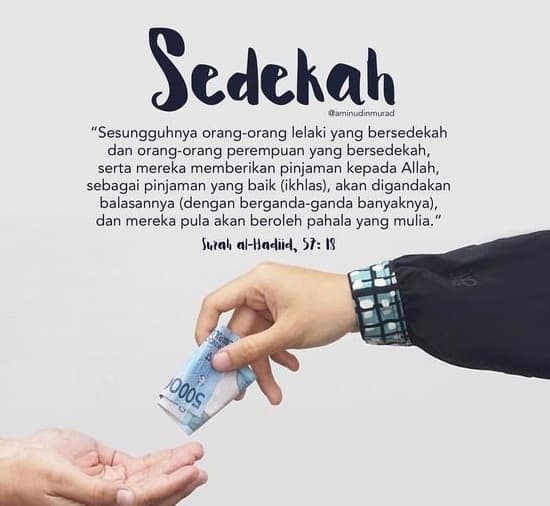 Sedekah
@aminudinmurad
“Sesungguhnya orang-orang lelaki yang bersedekah
dan orang-orang perempuan yang bersedekah,
serta mereka memberikan pinjaman kepada Allah,
sebagai pinjaman yang baik (ikhlas), akan digandakan
balasannya (dengan berganda-ganda banyaknya),
dan mereka pula akan beroleh pahala yang mulia.“
Surah al-Hadiid, 57: 18
50000